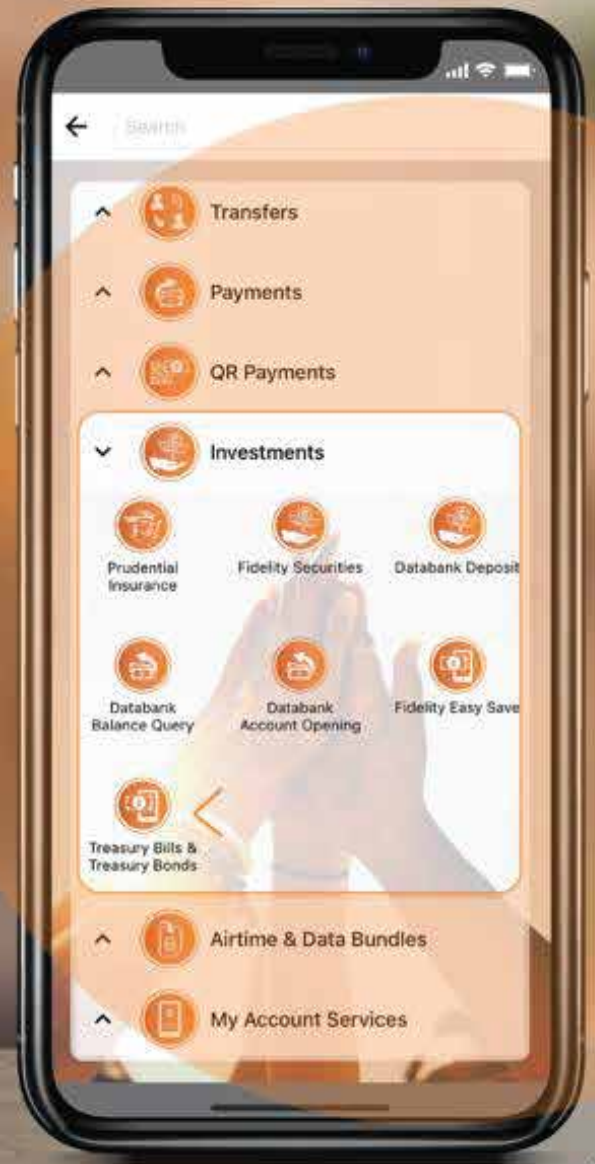 Search
Transfers
Payments
QR Payments
Investments
Prudential
Insurance
Fidelity Securities
Databank Deposit
Databank
Balance Query
Databank
Account Opening
Fidelity Easy Save
Treasury Bills &
Treasury Bonds
Airtime & Data Bundles
My Account Services